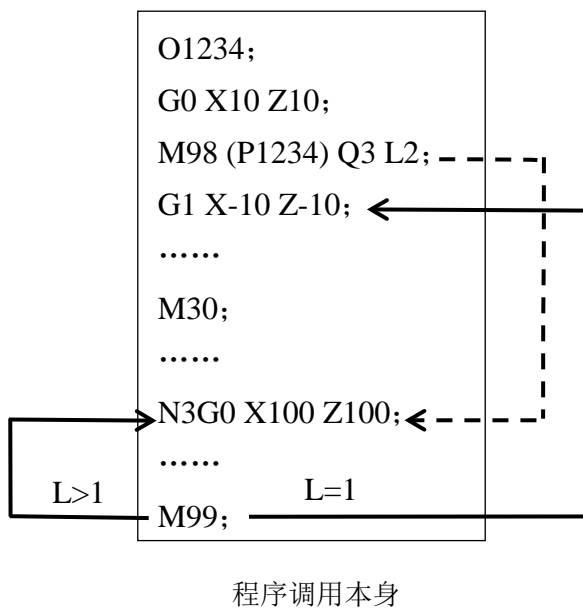 O1234；
G0 X10 Z10；
M98 (P1234) Q3 L2；
G1 X-10 Z-10；
……
M30；
……
N3G0 X100 Z100；
……
L>1
L=1
M99；
程序调用本身